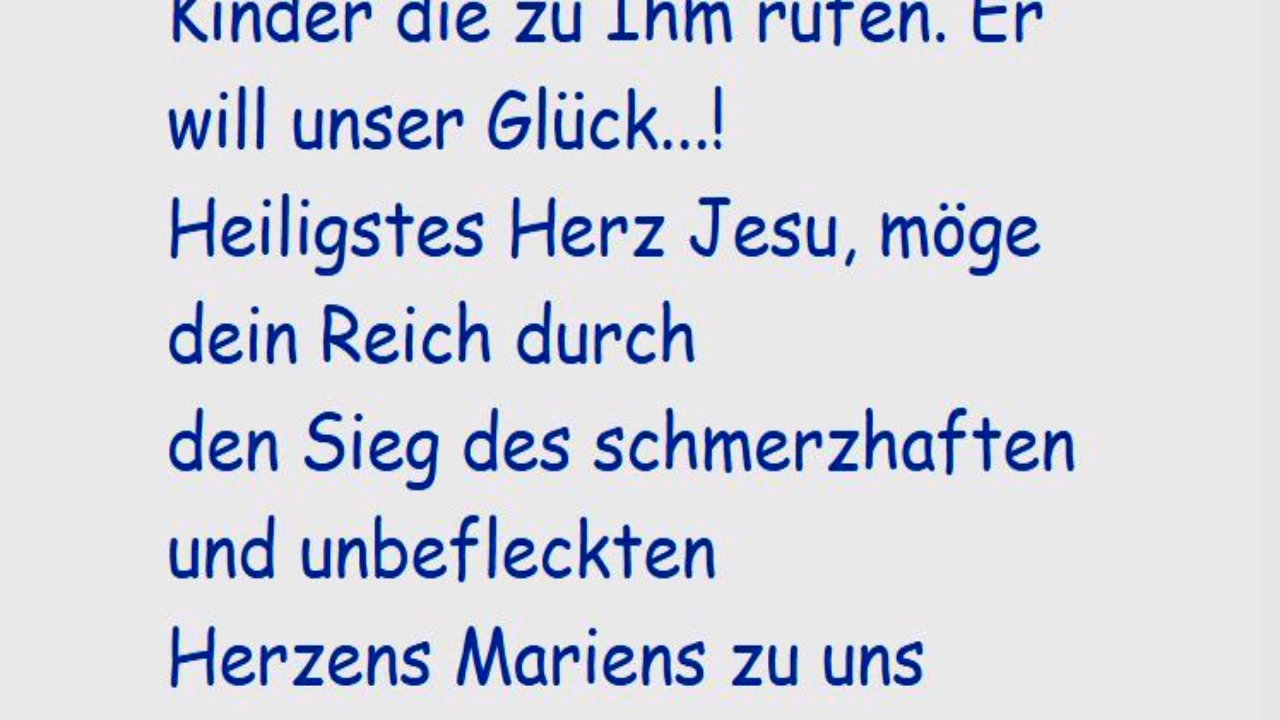 Kinder die zu Ihm rufen. Er
will unser Glück...!
Heiligstes Herz Jesu, möge
dein Reich durch
den Sieg des schmerzhaften
und unbefleckten
Herzens Mariens zu uns